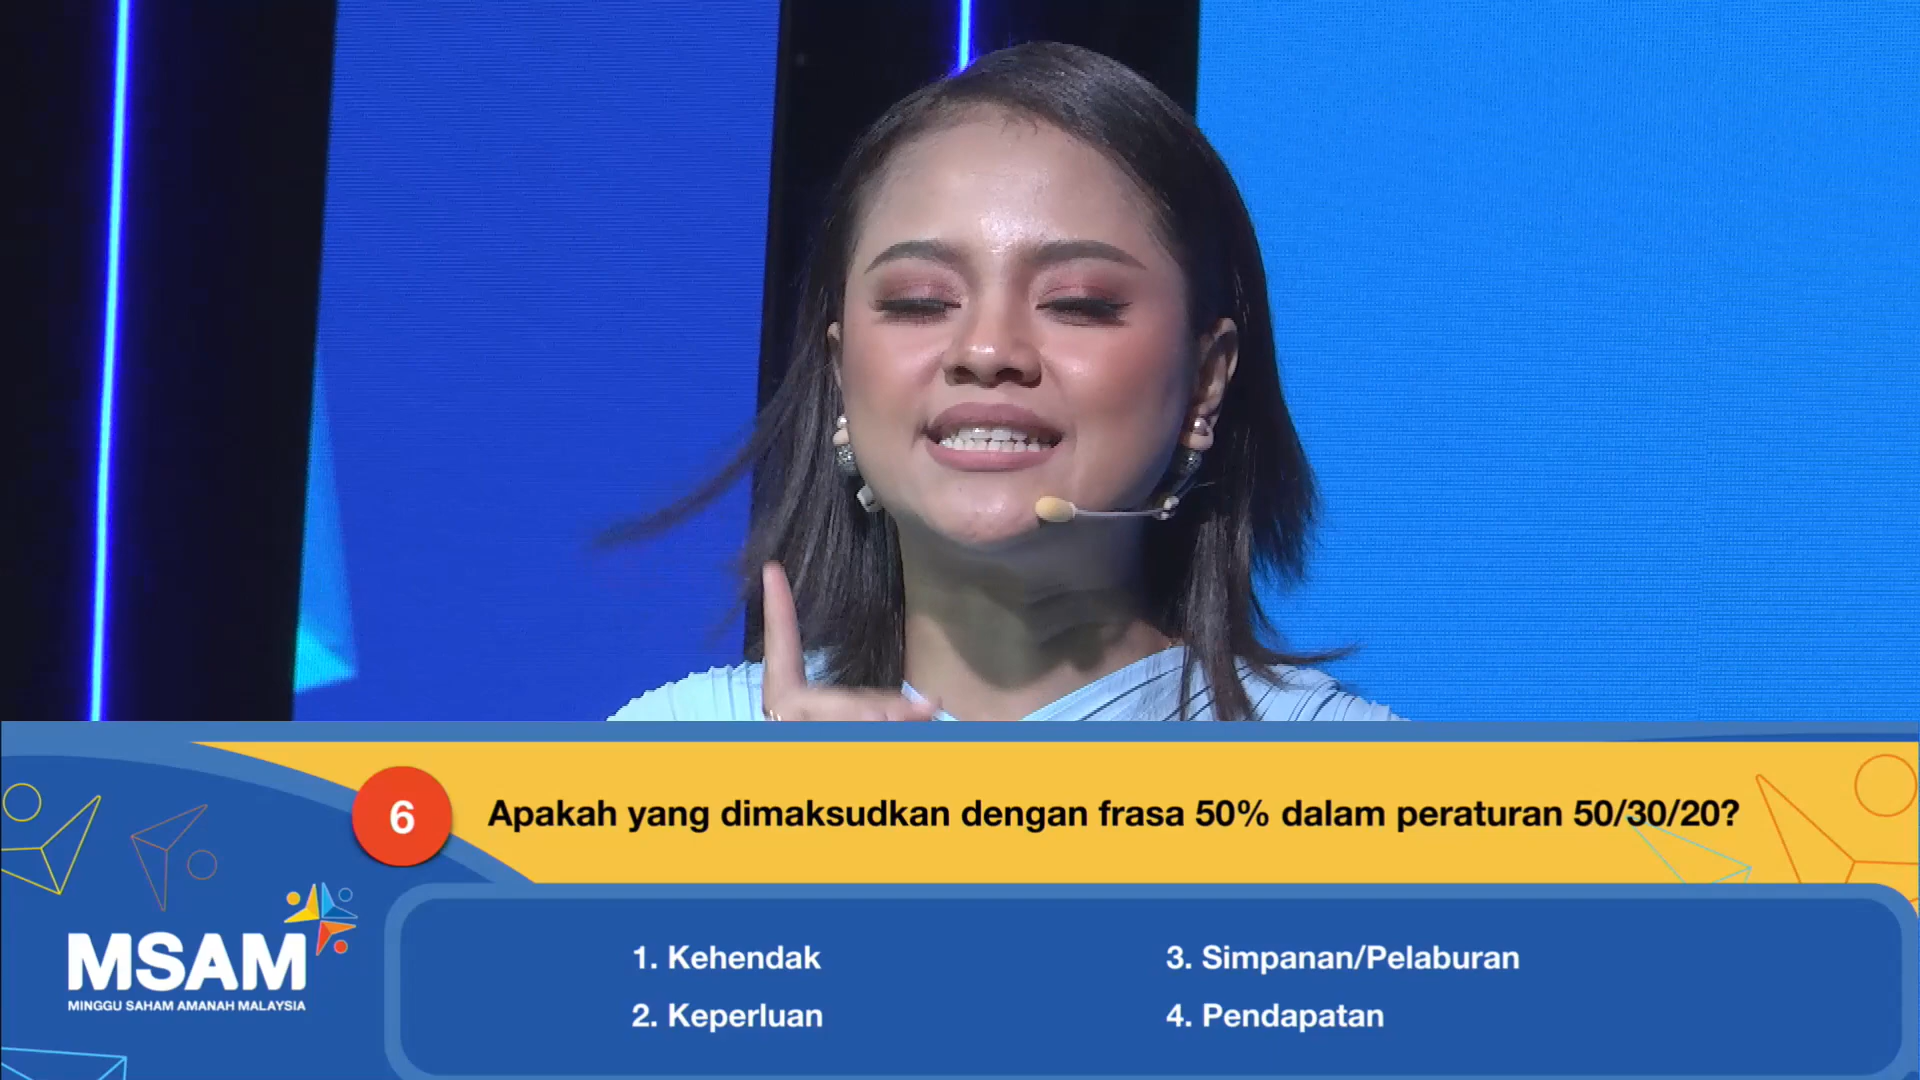 6
Apakah yang dimaksudkan dengan frasa 50% dalam peraturan 50/30/20?
MSAM
MINGGU SAHAM AMANAH MALAYSIA
1. Kehendak
2. Keperluan
3. Simpanan/Pelaburan
4. Pendapatan